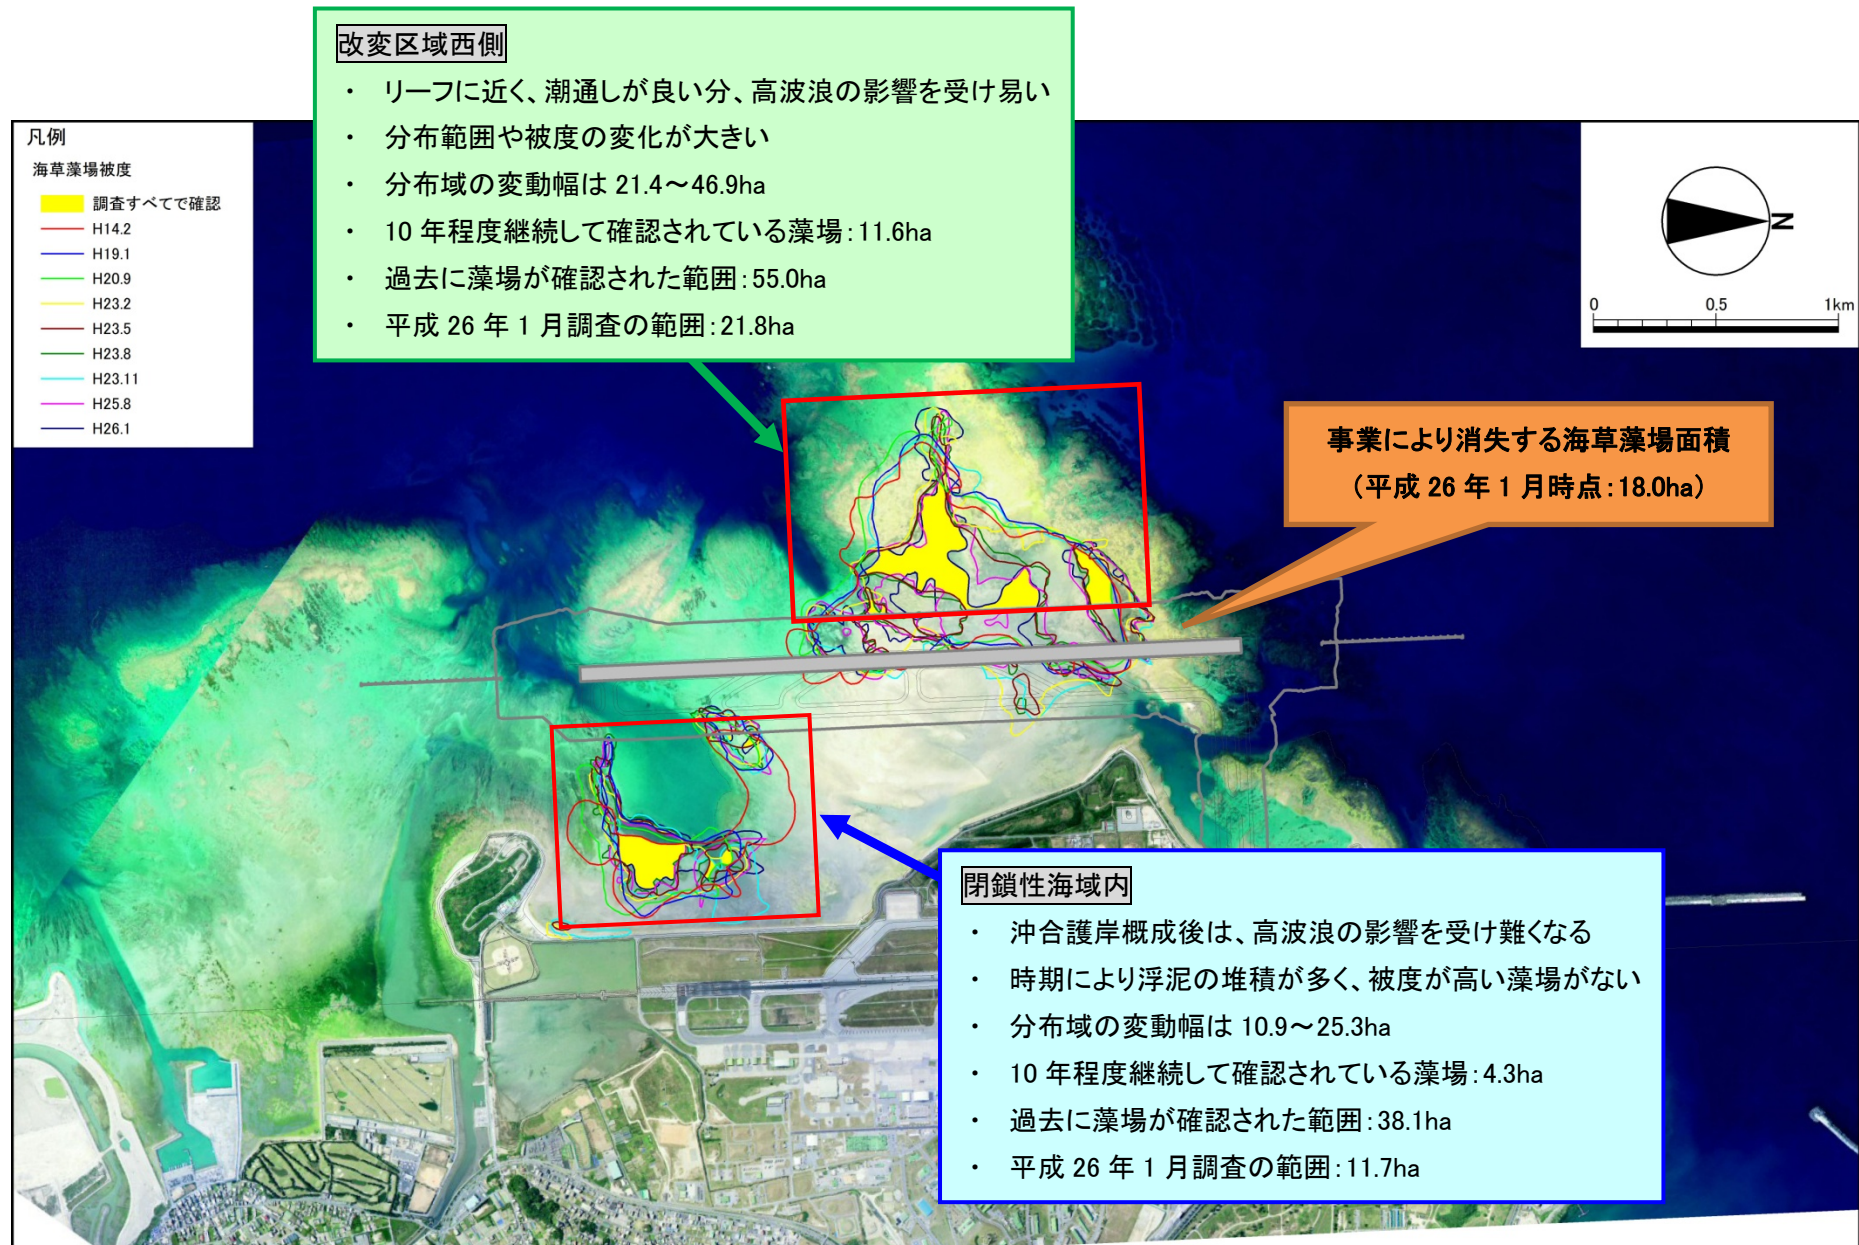 改変区域西側
・ リーフに近く、潮通しが良い分、高波浪の影響を受け易い
・ 分布範囲や被度の変化が大きい
・ 分布域の変動幅は 21.4～46.9ha
・ 10 年程度継続して確認されている藻場：11.6ha
・ 過去に藻場が確認された範囲：55.0ha
・ 平成 26 年 1 月調査の範囲：21.8ha
凡例
海草藻場被度
調査すべてで確認
H14.2
H19.1
H20.9
H23.2
H23.5
H23.8
H23.11
H25.8
H26.1
N
0 0.5 1km
事業により消失する海草藻場面積
（平成 26 年 1 月時点：18.0ha）
閉鎖性海域内
・ 沖合護岸概成後は、高波浪の影響を受け難くなる
・ 時期により浮泥の堆積が多く、被度が高い藻場がない
・ 分布域の変動幅は 10.9～25.3ha
・ 10 年程度継続して確認されている藻場：4.3ha
・ 過去に藻場が確認された範囲：38.1ha
・ 平成 26 年 1 月調査の範囲：11.7ha